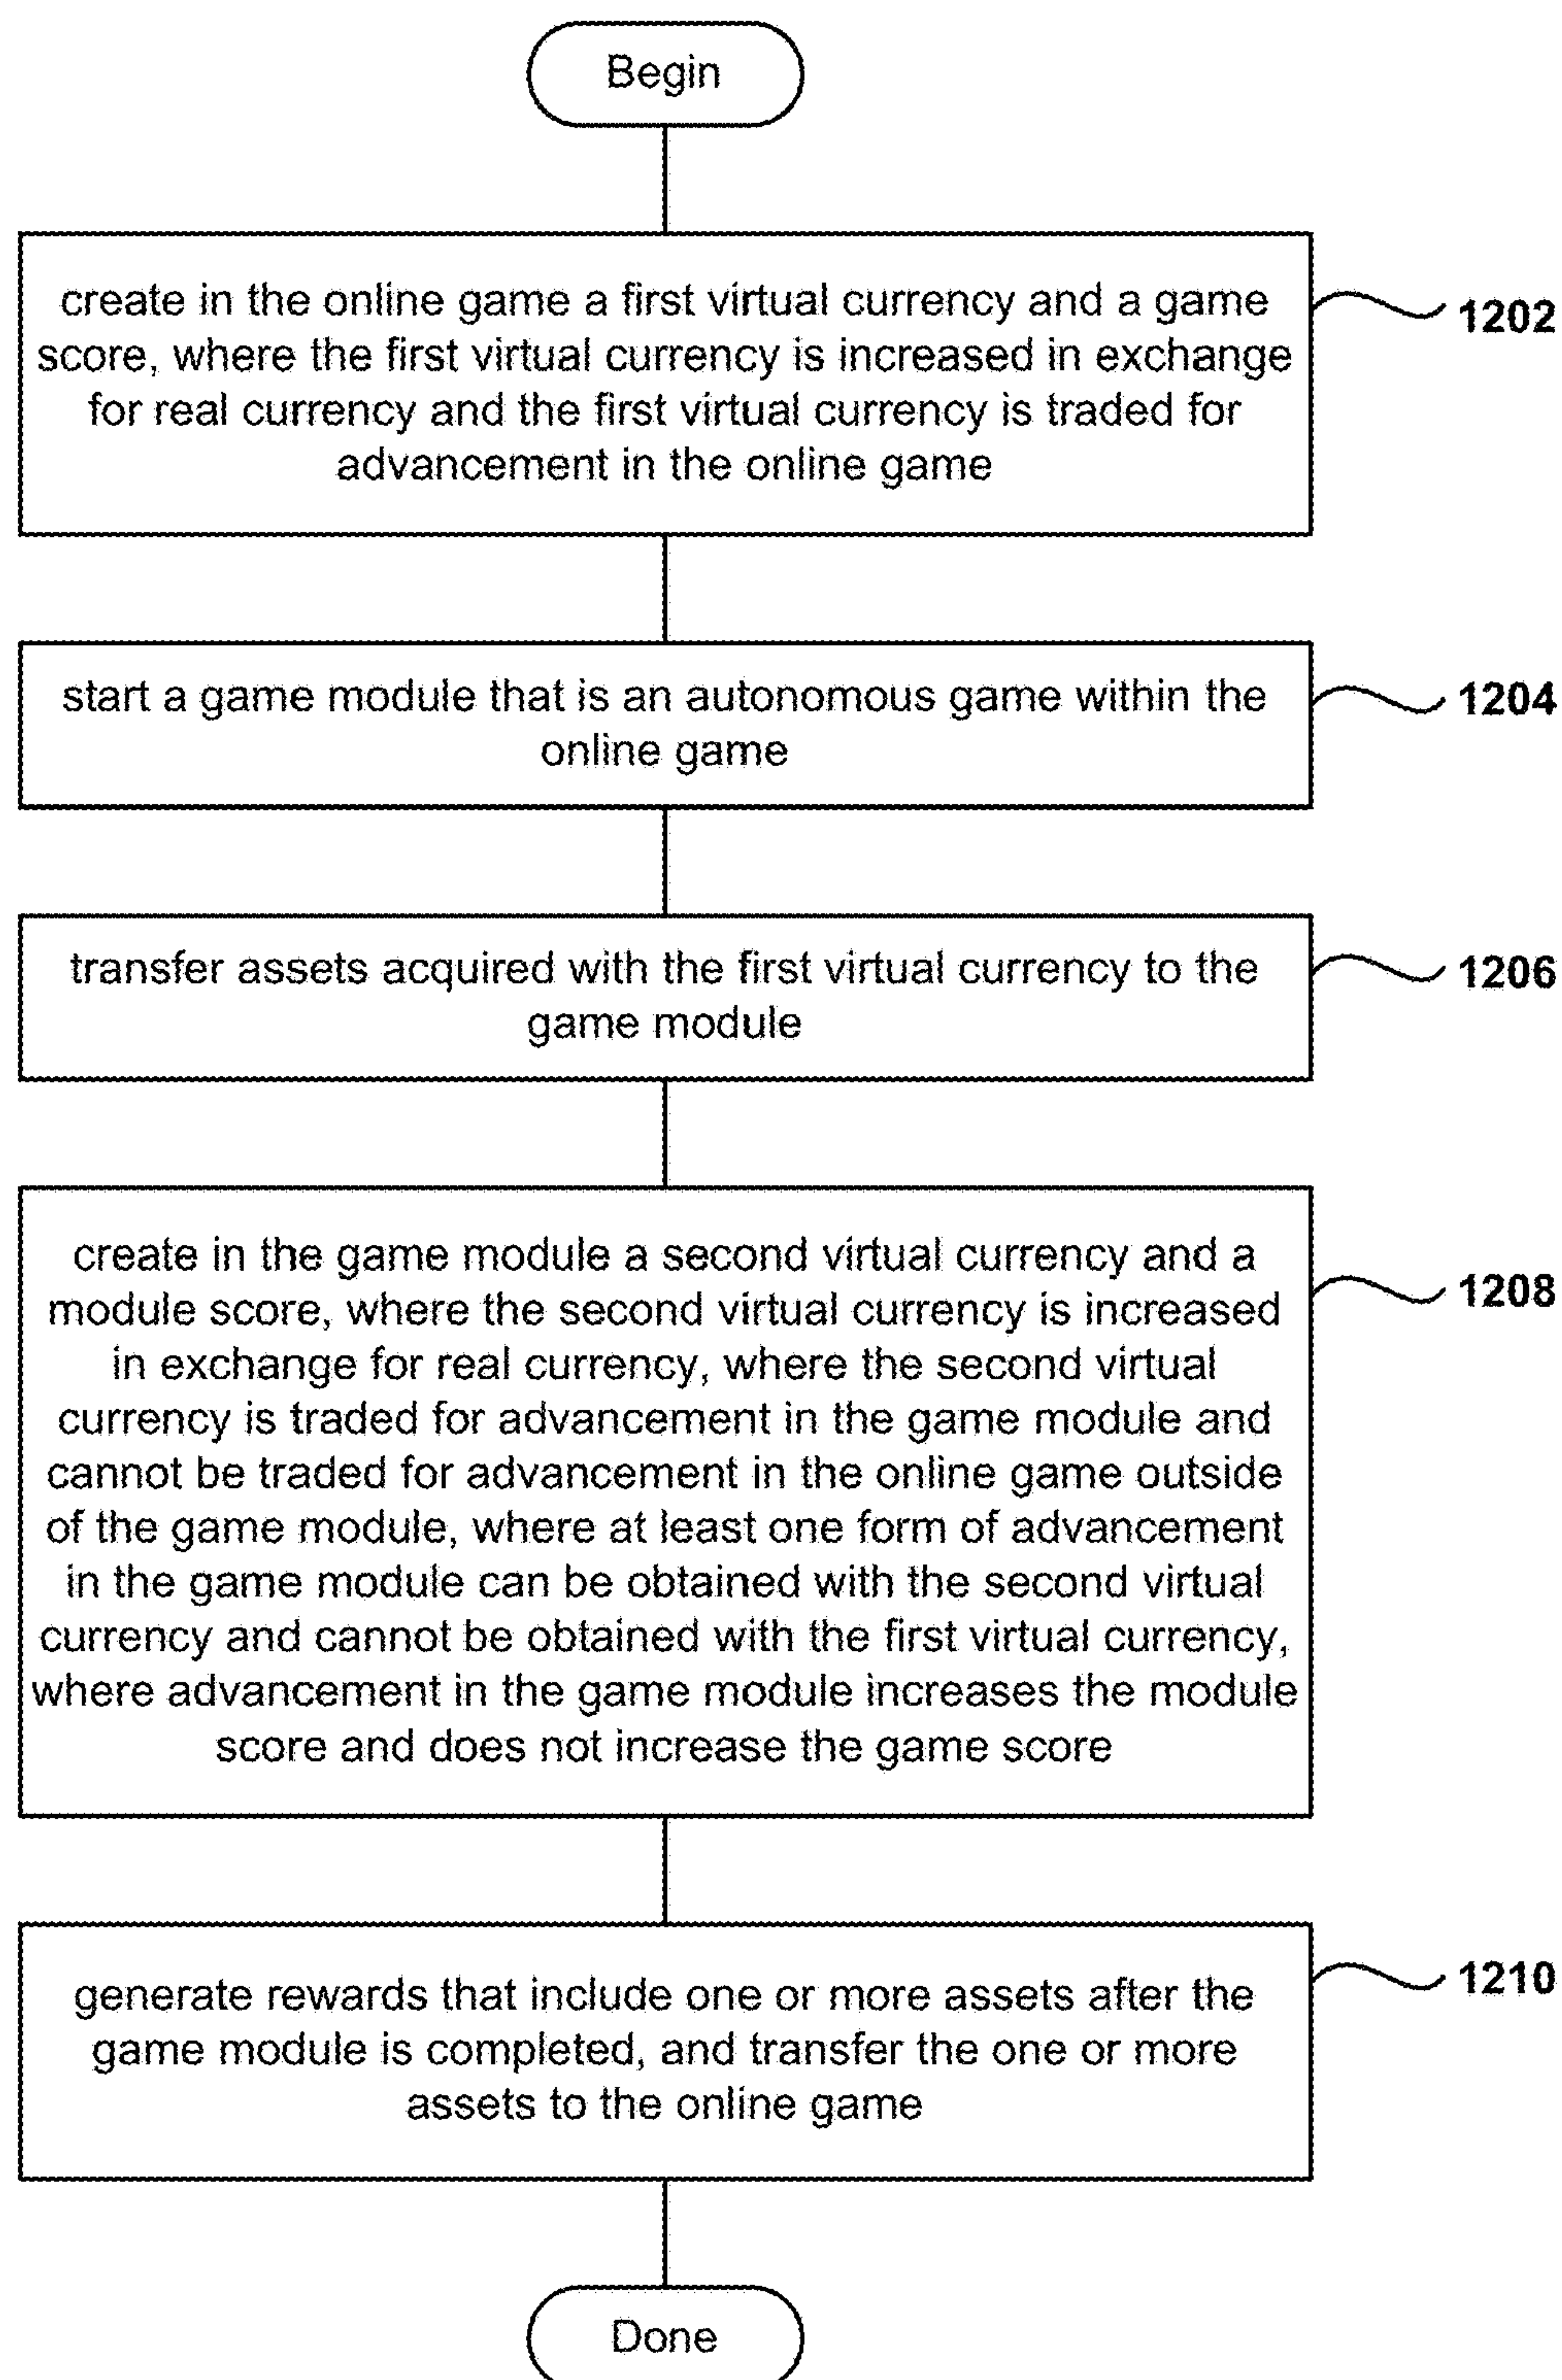 Begin
create in the online game a first virtual currency and a game
score, where the first virtual currency is increased in exchange
for real currency and the first virtual currency is traded for
advancement in the online game
1202
start a game module that is an autonomous game within the
online game
1204
transfer assets acquired with the first virtual currency to the
game module
1206
create in the game module a second virtual currency and a
module score, where the second virtual currency is increased
in exchange for real currency, where the second virtual
currency is traded for advancement in the game module and
cannot be traded for advancement in the online game outside
of the game module, where at least one form of advancement
in the game module can be obtained with the second virtual
currency and cannot be obtained with the first virtual currency,
where advancement in the game module increases the module
score and does not increase the game score
1208
generate rewards that include one or more assets after the
game module is completed, and transfer the one or more
assets to the online game
1210
Done